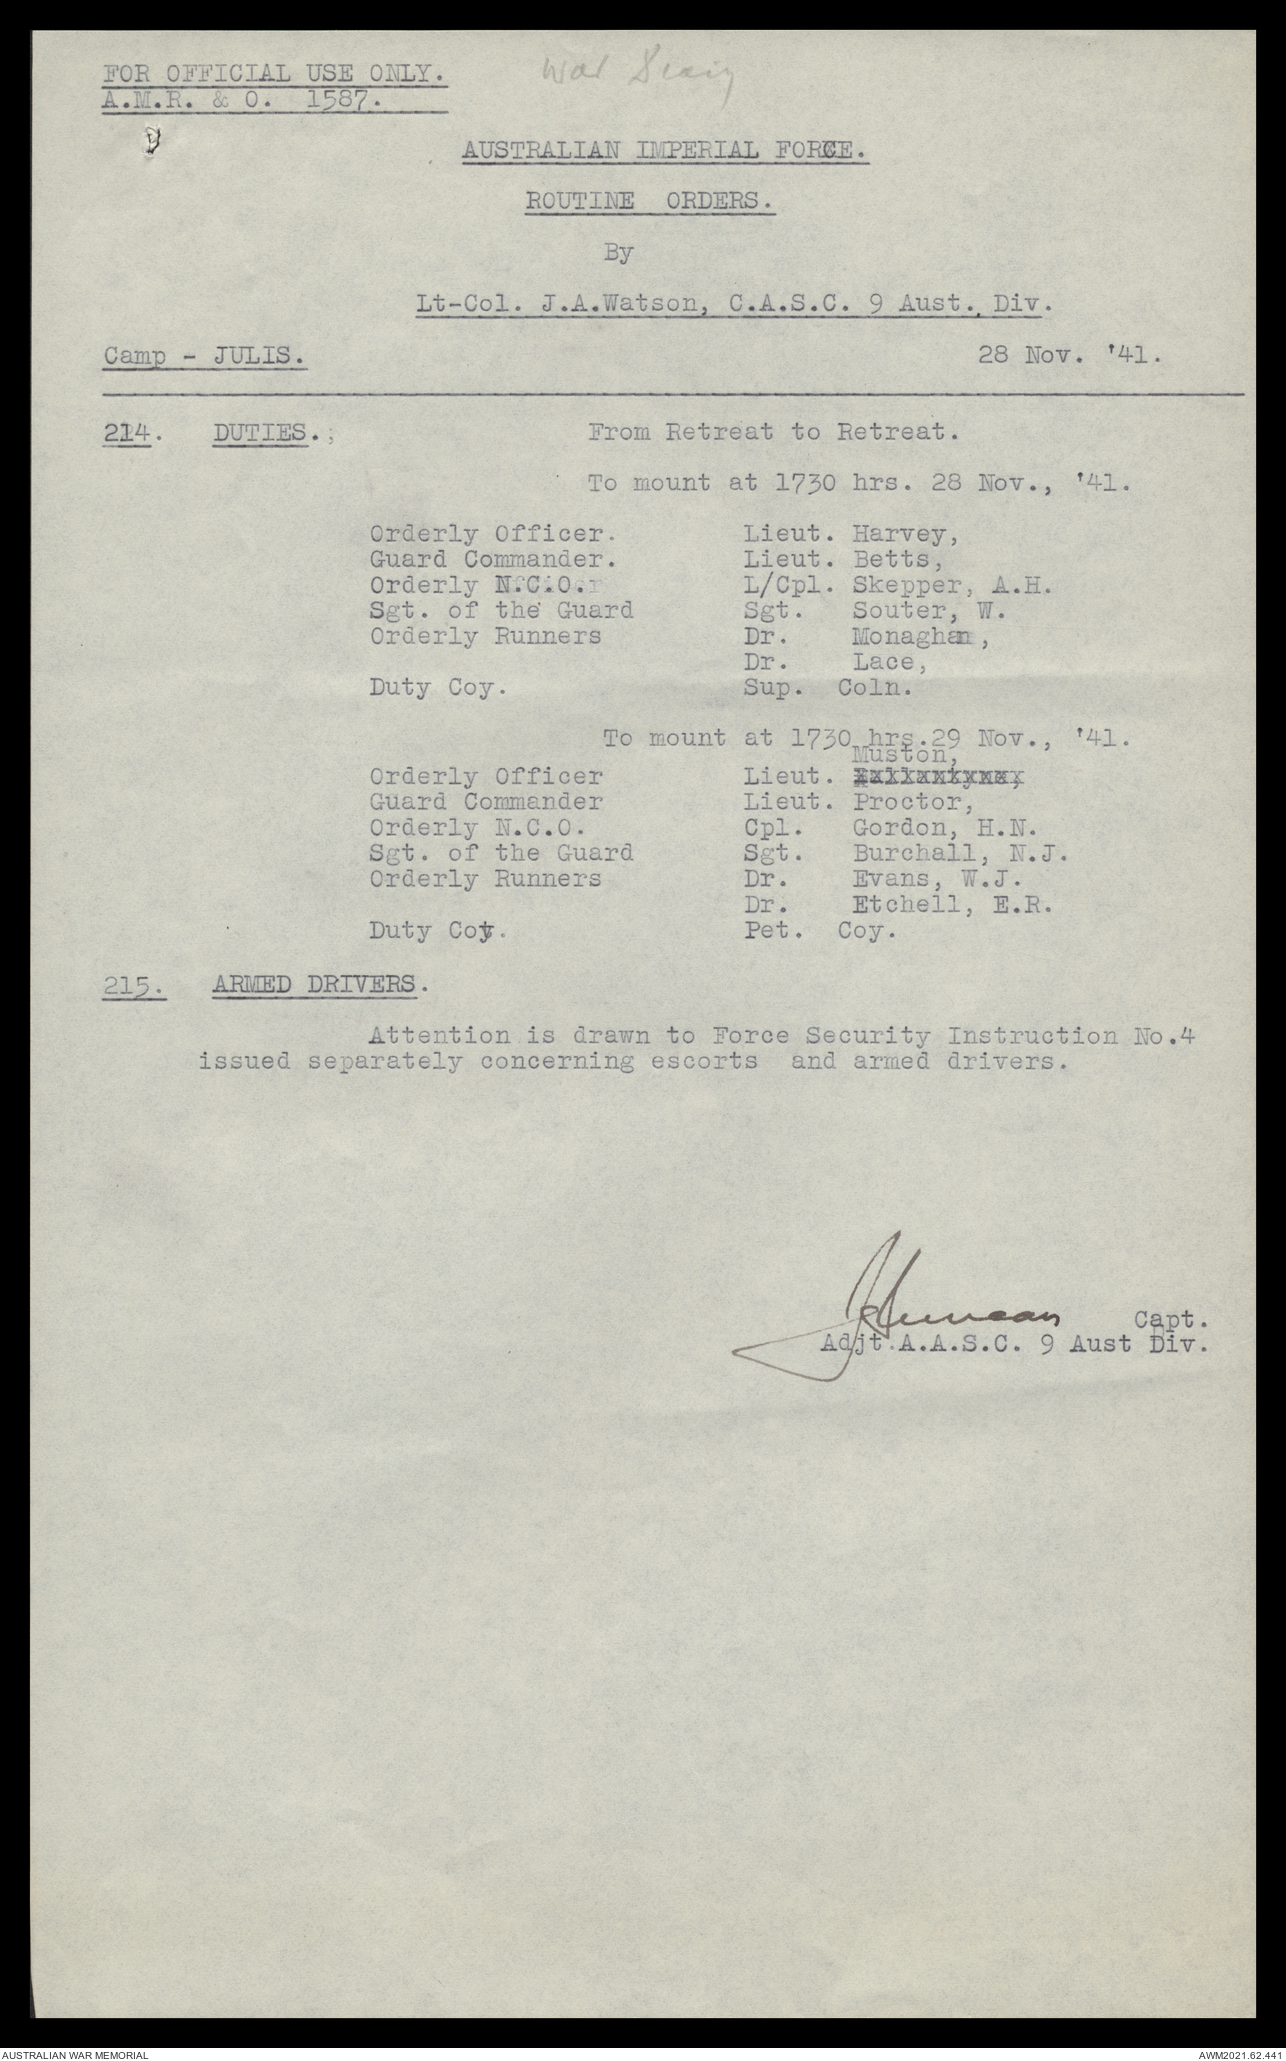 War Diary
FOR OFFICIAL USE ONLY.
A.M.R. & O. 1587.
AUSTRALIAN IMPERIAL FORCE.
ROUTINE ORDERS.
By
Lt-Col. J.A.Watson, C.A.S.C. 9 Aust., Div.
Camp - JULIS. 28 Nov. '41.
214. DUTIES.; From Retreat to Retreat.
To mount at 1730 hrs. 28 Nov., '41.
Orderly Officer. Lieut. Harvey,
Guard Commander. Lieut. Betts,
Orderly N.C.O. L/Cpl. Skepper, A.H.
Sgt. of the Guard Sgt. Souter, W.
Orderly Runners Dr. Monaghan,
Dr. Lace,
Duty Coy. Sup. Coln.
To mount at 1730 hrs.29 Nov., '41.
Muston,
Orderly Officer Lieut.
Guard Commander Lieut. Proctor,
Orderly N.C.O. Cpl. Gordon, H.N.
Sgt. of the Guard Sgt. Burchall, N.J.
Orderly Runners Dr. Evans, W.J.
Dr. Etchell, E.R.
Duty Coy. Pet. Coy.
215. ARMED DRIVERS.
Attention is drawn to Force Security Instruction No.4
issued separately concerning escorts and armed drivers.
Capt.
Adjt.A.A.S.C. 9 Aust Div.
AUSTRALIAN WAR MEMORIAL AWM2021.62.441